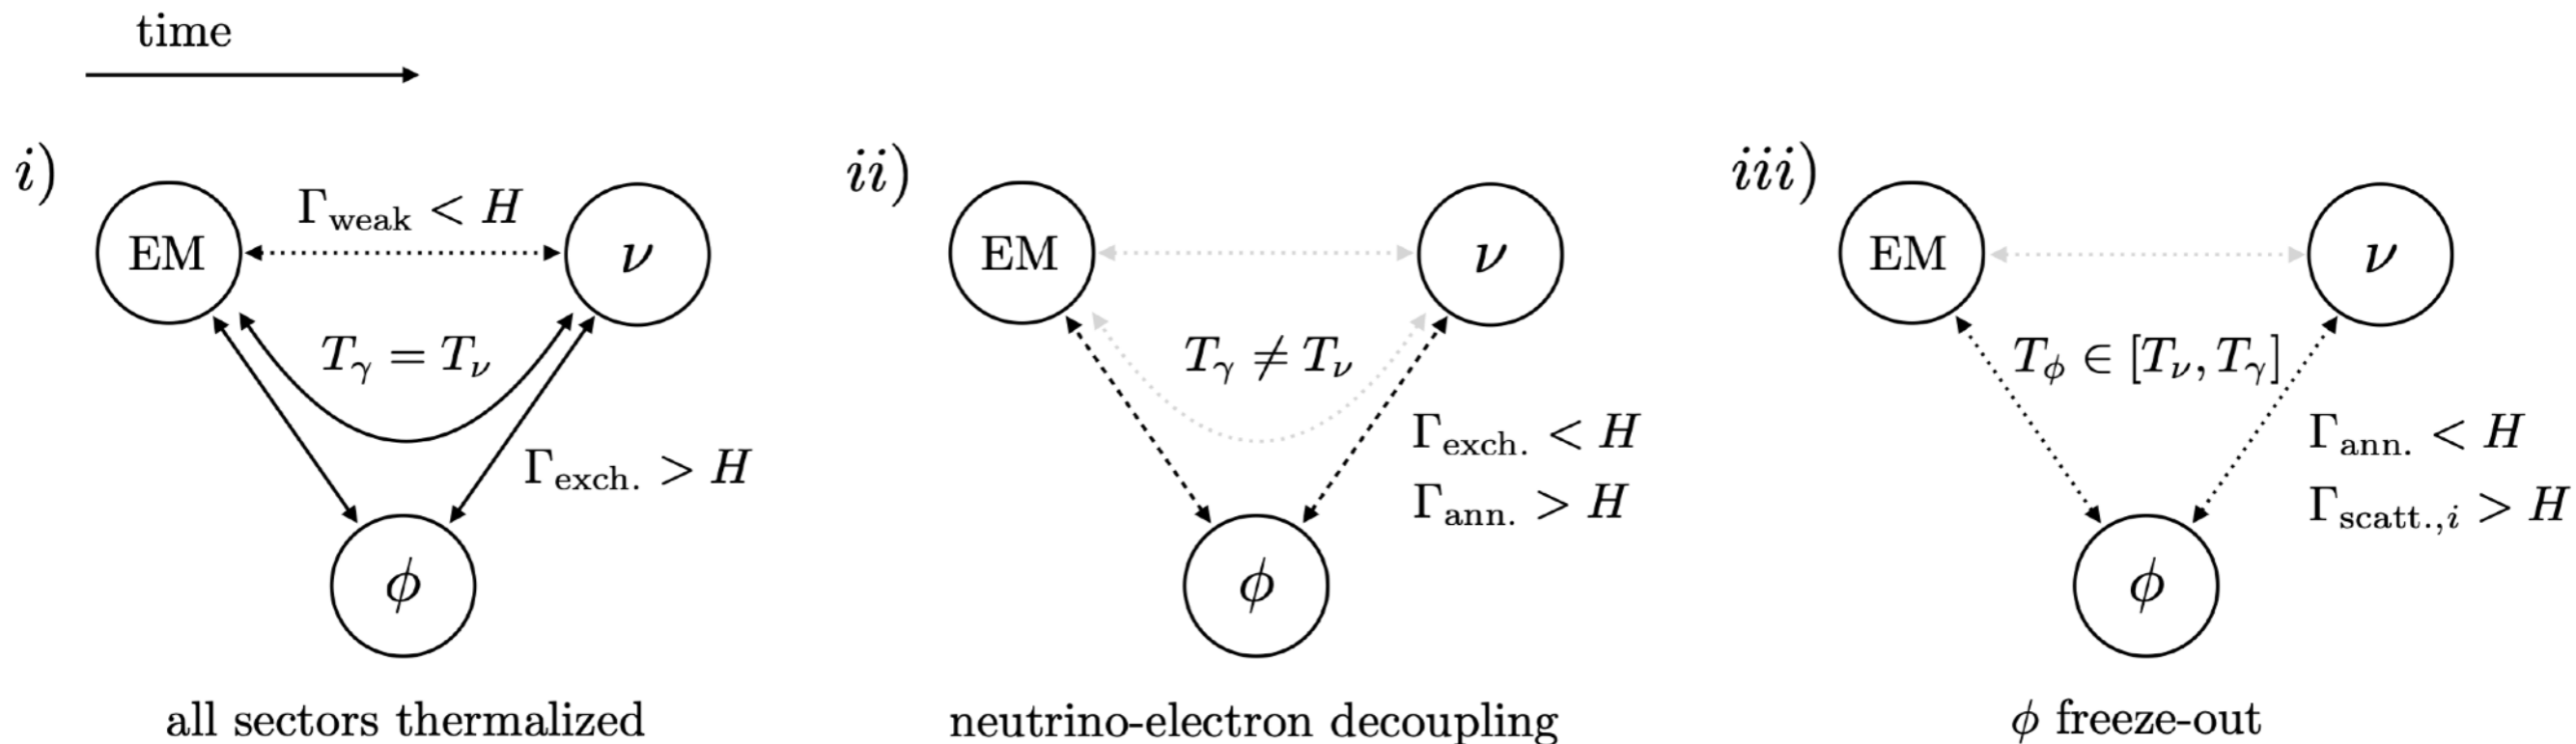 time
i)
EM
Γ_weak < H
ν
T_γ = T_ν
Γ_exch. > H
ϕ
all sectors thermalized
ii)
EM
ν
T_γ ≠ T_ν
Γ_exch. < H
Γ_ann. > H
ϕ
neutrino-electron decoupling
iii)
EM
ν
T_ϕ ∈ [T_ν, T_γ]
Γ_ann. < H
Γ_scatt.,i > H
ϕ
ϕ freeze-out